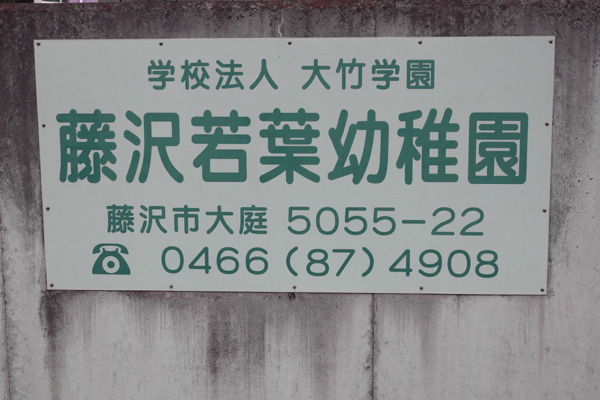 学校法人 大竹学園
藤沢若葉幼稚園
藤沢市大庭 5055-22
☎ 0466(87)4908